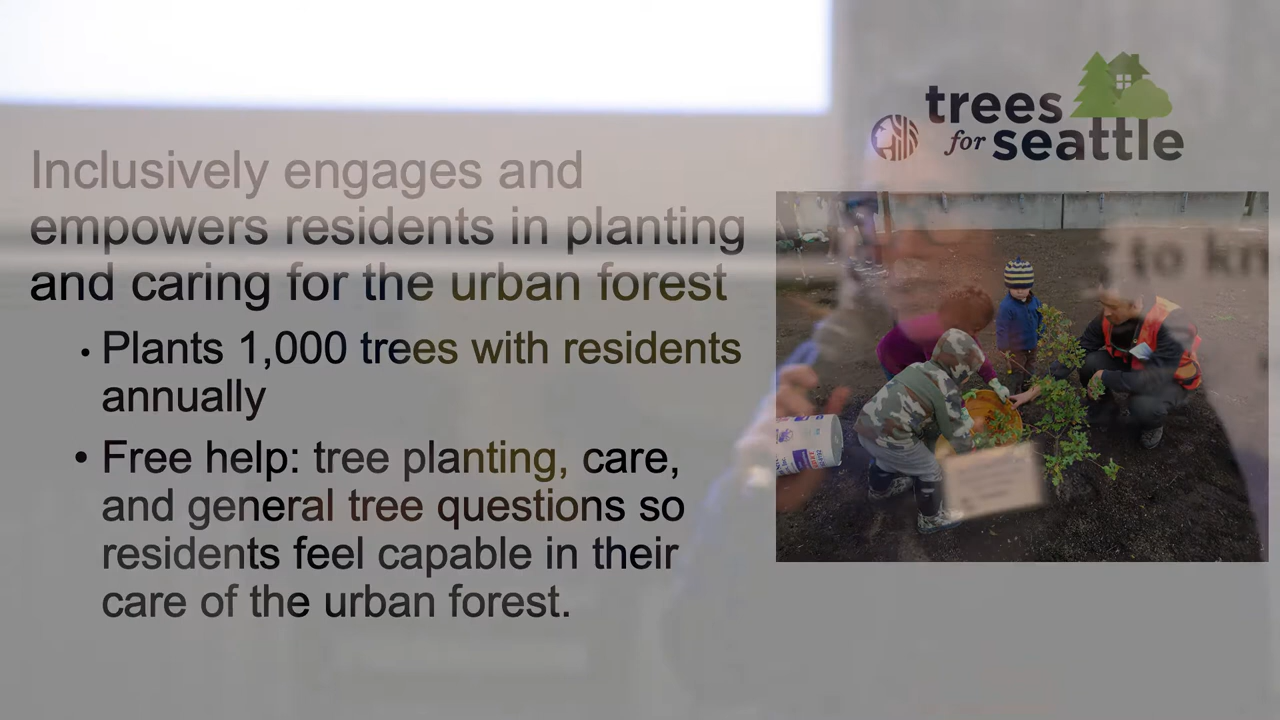 trees
for seattle
Inclusively engages and
empowers residents in planting
and caring for the urban forest
• Plants 1,000 trees with residents
annually
• Free help: tree planting, care,
and general tree questions so
residents feel capable in their
care of the urban forest.
to